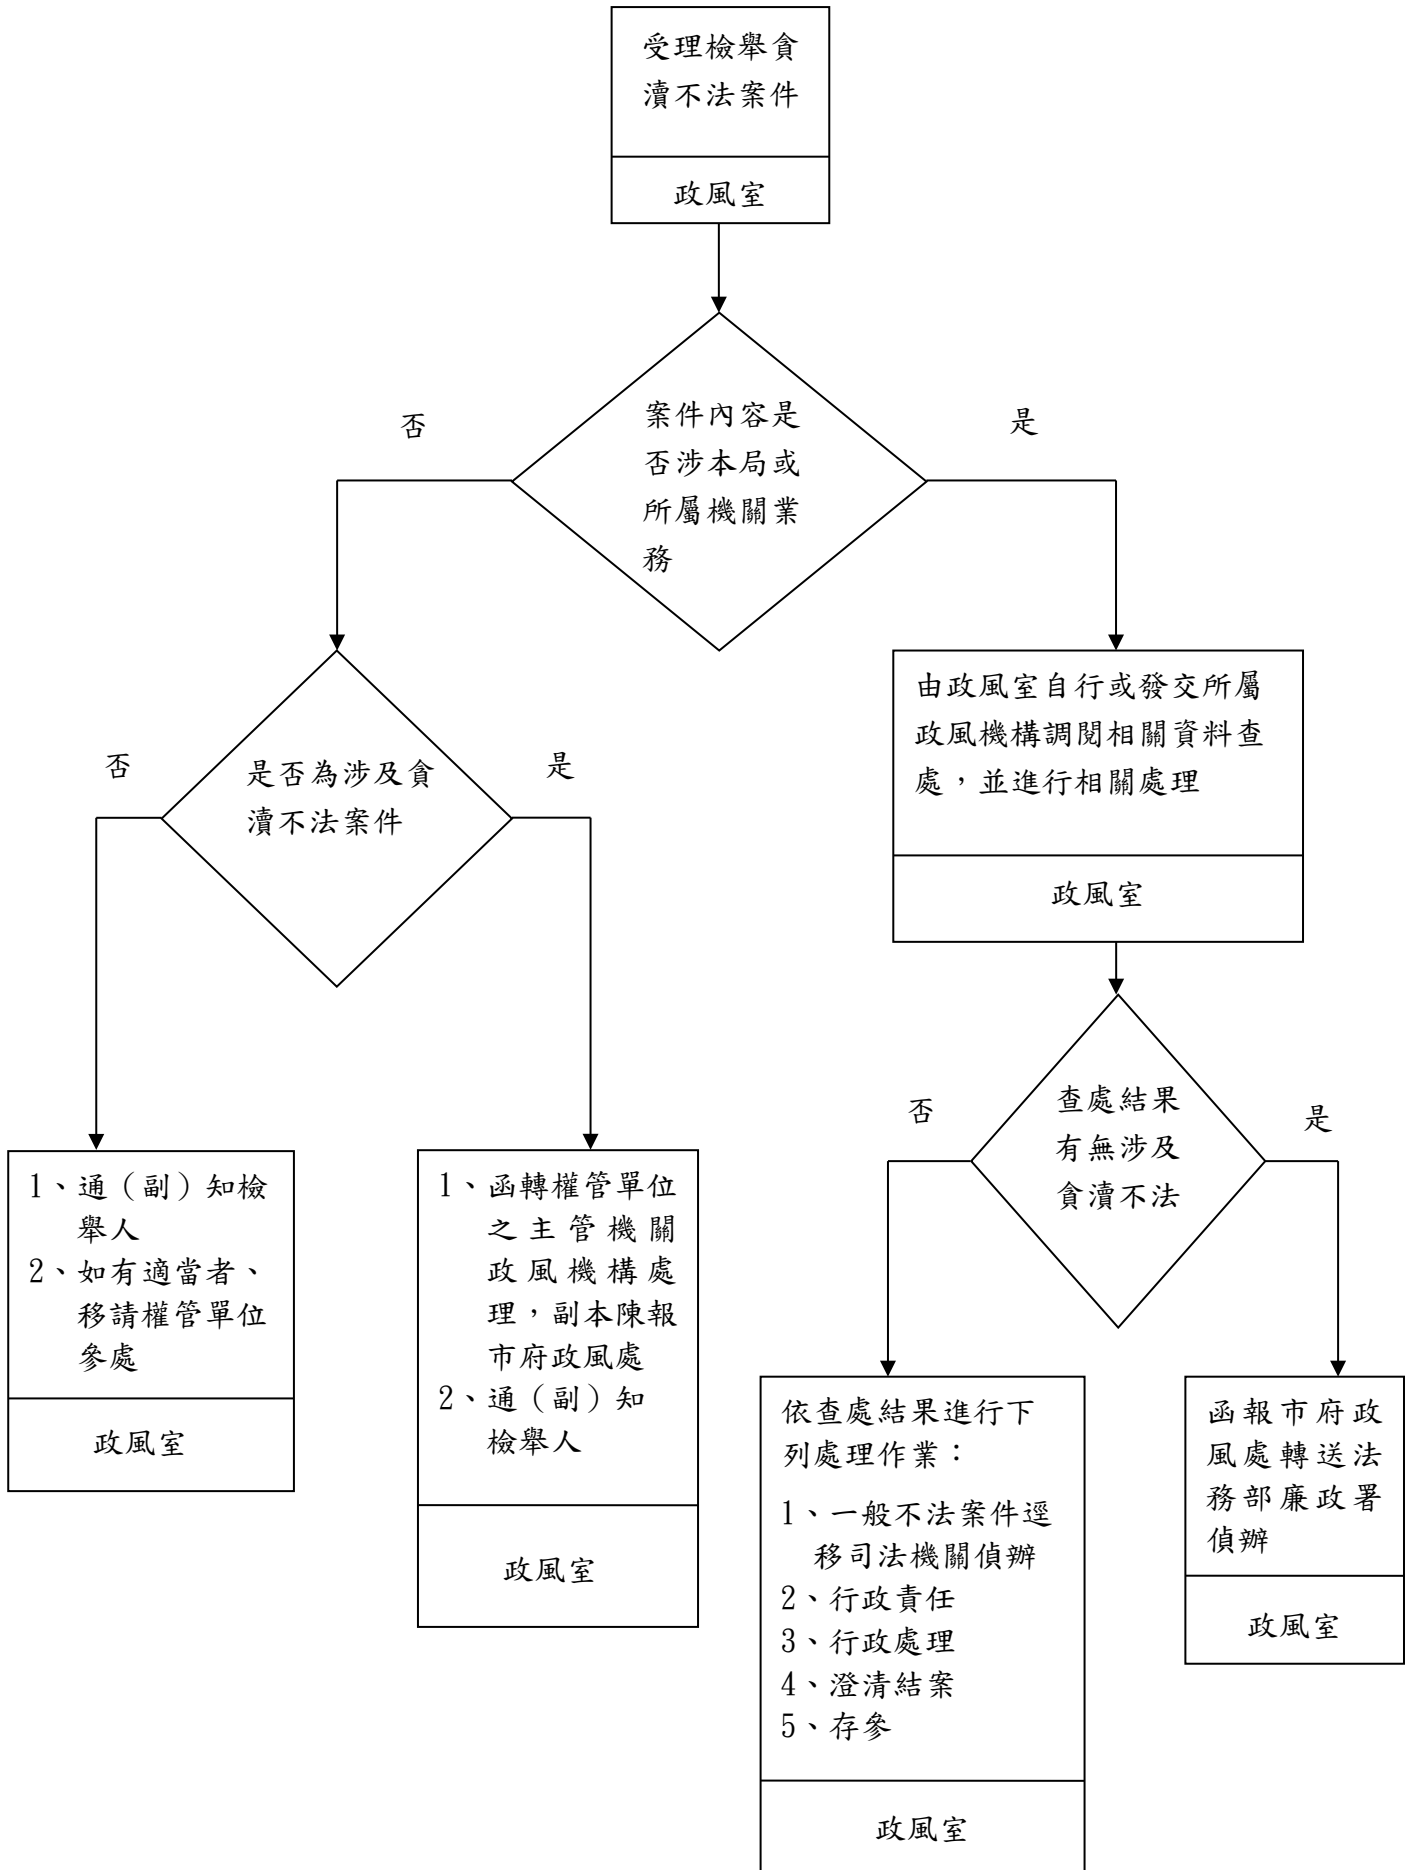 受理檢舉貪
瀆不法案件
政風室
案件內容是
否涉本局或
所屬機關業
務
否
是
是否為涉及貪
瀆不法案件
否
是
由政風室自行或發交所屬
政風機構調閱相關資料查
處，並進行相關處理
政風室
查處結果
有無涉及
貪瀆不法
否
是
1、通（副）知檢
舉人
2、如有適當者、
移請權管單位
參處
政風室
1、函轉權管單位
之主管機關
政風機構處
理，副本陳報
市府政風處
2、通（副）知
檢舉人
政風室
依查處結果進行下
列處理作業：
1、一般不法案件逕
移司法機關偵辦
2、行政責任
3、行政處理
4、澄清結案
5、存參
政風室
函報市府政
風處轉送法
務部廉政署
偵辦
政風室